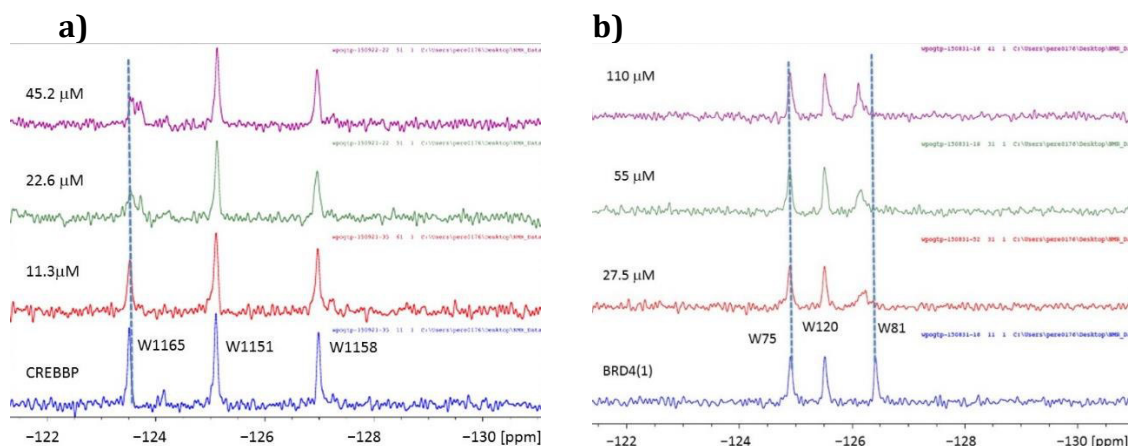 a)
45.2 μM
22.6 μM
11.3μM
W1165
W1151
W1158
CREBBP
−122
−124
−126
−128
−130
[ppm]
b)
110 μM
55 μM
27.5 μM
W75
W120
W81
BRD4(1)
−122
−124
−126
−128
−130
[ppm]